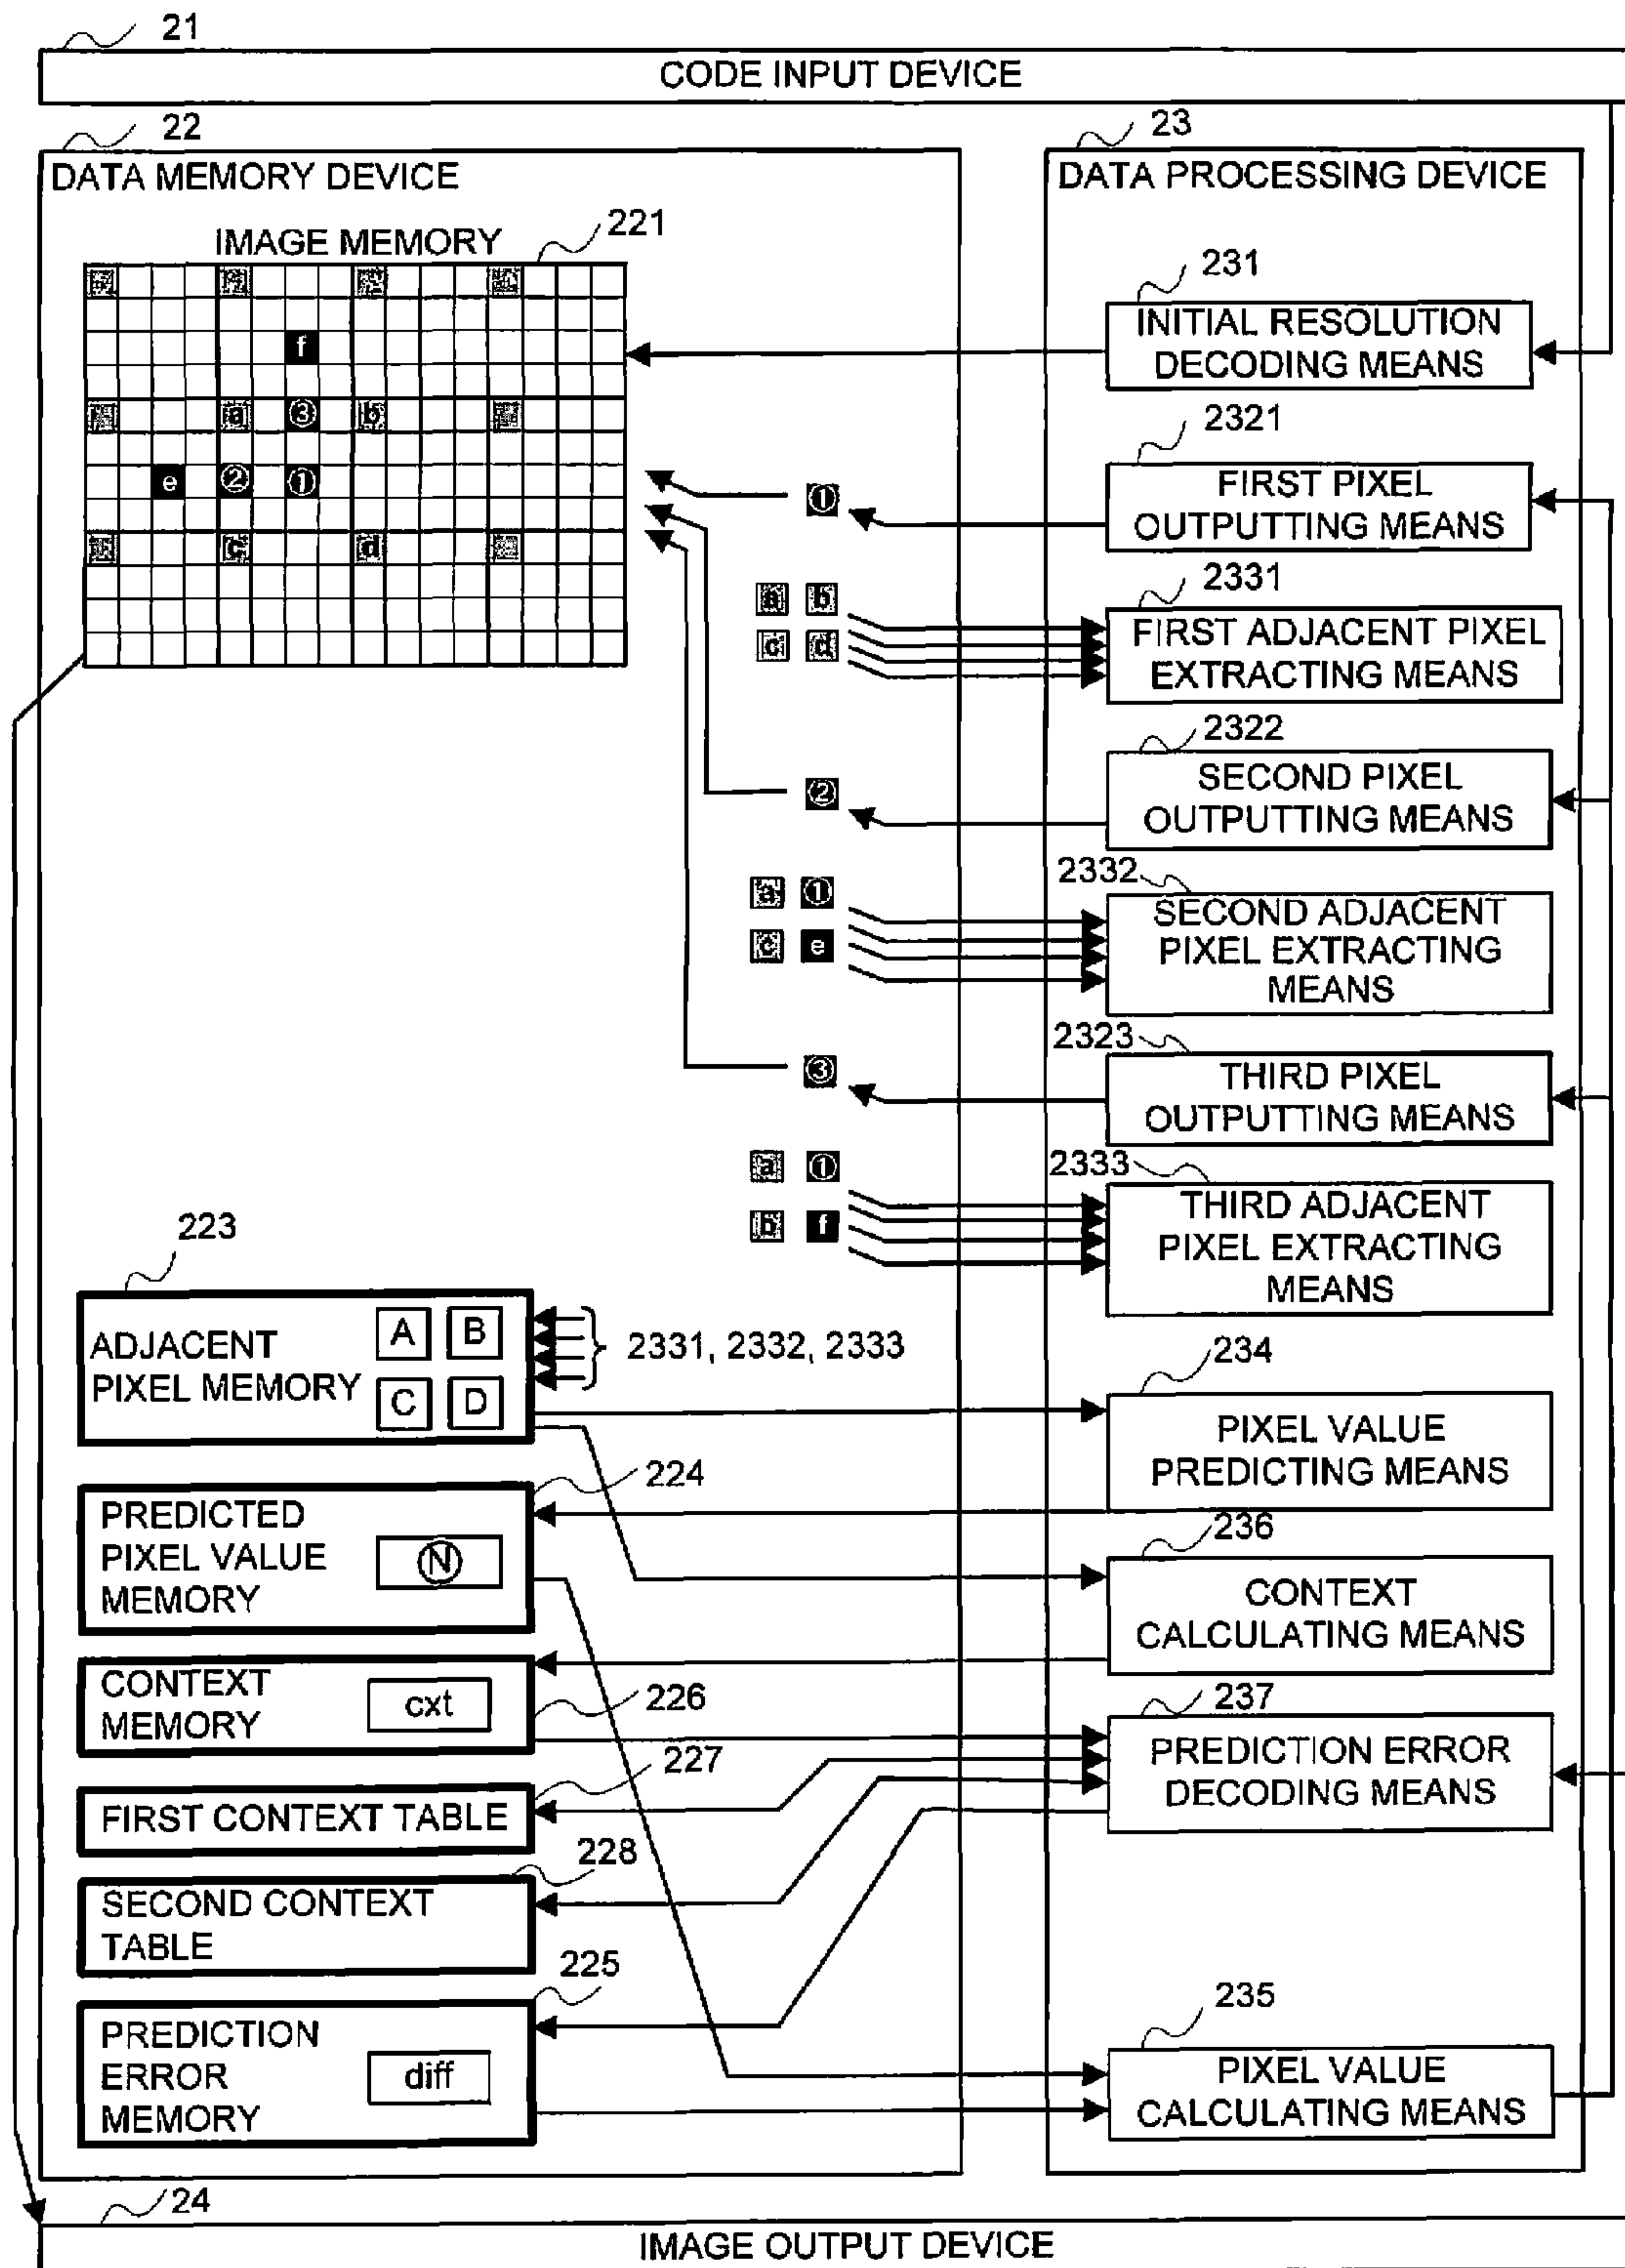 21
CODE INPUT DEVICE
22
DATA MEMORY DEVICE
23
DATA PROCESSING DEVICE
IMAGE MEMORY
221
f
a ③ b
e ② ①
c d
231
INITIAL RESOLUTION
DECODING MEANS
2321
FIRST PIXEL
OUTPUTTING MEANS
①
2331
a b
c d
FIRST ADJACENT PIXEL
EXTRACTING MEANS
2322
SECOND PIXEL
OUTPUTTING MEANS
②
2332
a ①
c e
SECOND ADJACENT
PIXEL EXTRACTING
MEANS
2323
THIRD PIXEL
OUTPUTTING MEANS
③
2333
a ①
b f
THIRD ADJACENT
PIXEL EXTRACTING
MEANS
223
ADJACENT
PIXEL MEMORY
A B
C D
2331, 2332, 2333
234
PIXEL VALUE
PREDICTING MEANS
224
PREDICTED
PIXEL VALUE
MEMORY
Ⓝ
236
CONTEXT
CALCULATING MEANS
CONTEXT
MEMORY
cxt
226
237
PREDICTION ERROR
DECODING MEANS
227
FIRST CONTEXT TABLE
228
SECOND CONTEXT
TABLE
225
PREDICTION
ERROR
MEMORY
diff
235
PIXEL VALUE
CALCULATING MEANS
24
IMAGE OUTPUT DEVICE